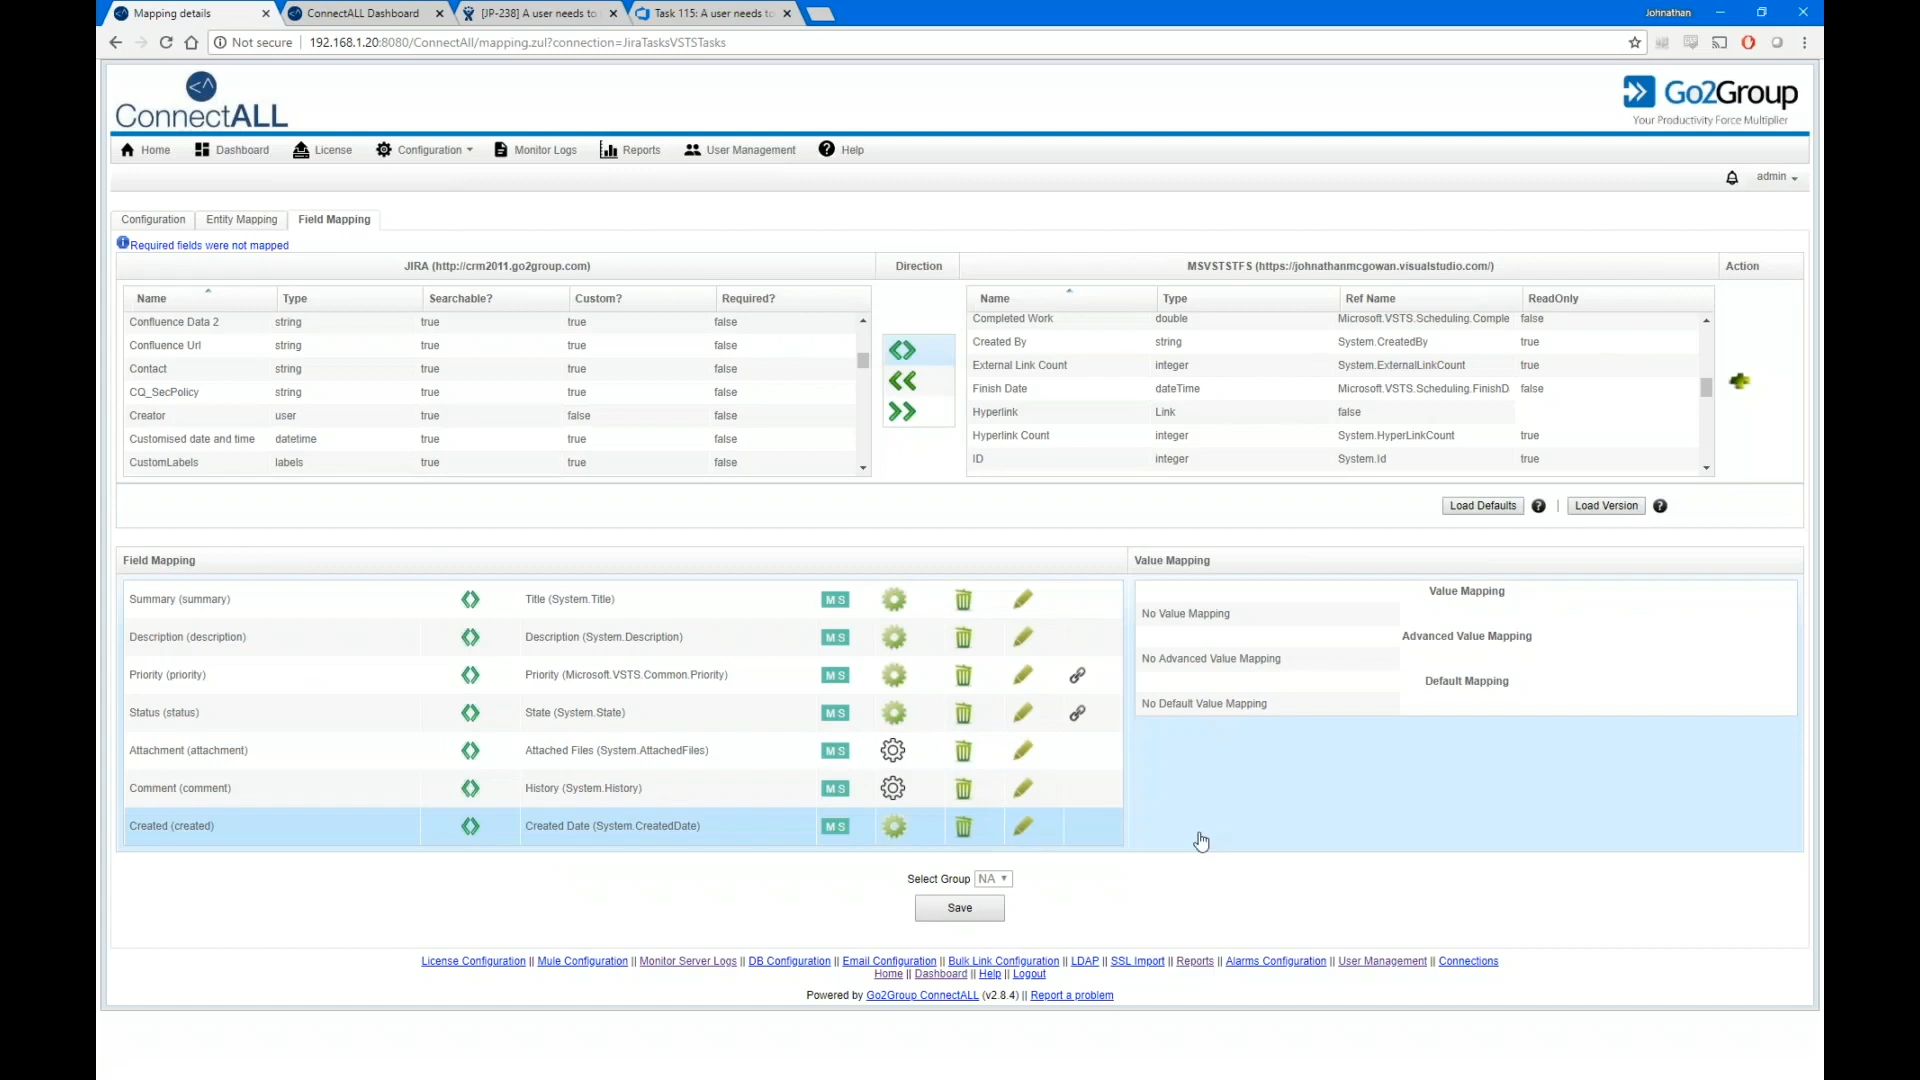 Mapping details
ConnectALL Dashboard
[JP-238] A user needs to
Task 115: A user needs to
Johnathan
Not secure
192.168.1.20:8080/ConnectAll/mapping.zul?connection=JiraTasksVSTSTasks
ConnectALL
Go2Group
Your Productivity Force Multiplier
Home
Dashboard
License
Configuration
Monitor Logs
Reports
User Management
Help
admin
Configuration
Entity Mapping
Field Mapping
Required fields were not mapped
JIRA (http://crm2011.go2group.com)
Direction
MSVSTSTFS (https://johnathanmcgowan.visualstudio.com/)
Action
Name Type Searchable? Custom? Required?
Confluence Data 2 string true true false
Confluence Url string true true false
Contact string true true false
CQ_SecPolicy string true true false
Creator user true false false
Customised date and time datetime true true false
CustomLabels labels true true false
Name Type Ref Name ReadOnly
Completed Work double Microsoft.VSTS.Scheduling.Comple false
Created By string System.CreatedBy true
External Link Count integer System.ExternalLinkCount true
Finish Date dateTime Microsoft.VSTS.Scheduling.FinishD false
Hyperlink Link false
Hyperlink Count integer System.HyperLinkCount true
ID integer System.Id true
Load Defaults ? | Load Version ?
Field Mapping
Summary (summary) Title (System.Title) M S
Description (description) Description (System.Description) M S
Priority (priority) Priority (Microsoft.VSTS.Common.Priority) M S
Status (status) State (System.State) M S
Attachment (attachment) Attached Files (System.AttachedFiles) M S
Comment (comment) History (System.History) M S
Created (created) Created Date (System.CreatedDate) M S
Value Mapping
Value Mapping
No Value Mapping
Advanced Value Mapping
No Advanced Value Mapping
Default Mapping
No Default Value Mapping
Select Group NA
Save
License Configuration || Mule Configuration || Monitor Server Logs || DB Configuration || Email Configuration || Bulk Link Configuration || LDAP || SSL Import || Reports || Alarms Configuration || User Management || Connections
Home || Dashboard || Help || Logout
Powered by Go2Group ConnectALL (v2.8.4) || Report a problem